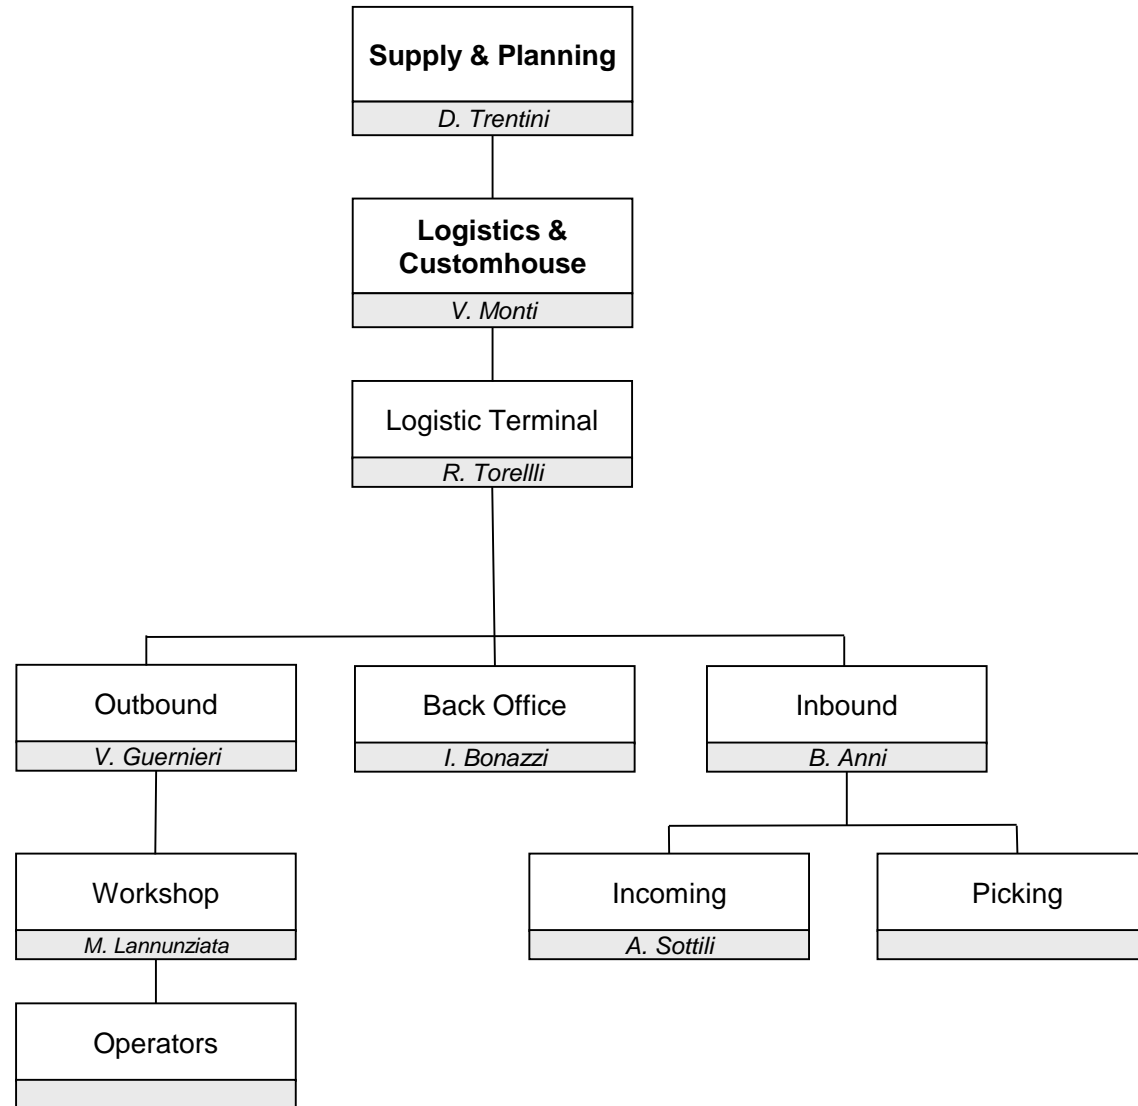 Supply & Planning
D. Trentini
Logistics &
Customhouse
V. Monti
Logistic Terminal
R. Torellli
Outbound
V. Guernieri
Back Office
I. Bonazzi
Inbound
B. Anni
Workshop
M. Lannunziata
Incoming
A. Sottili
Picking
Operators